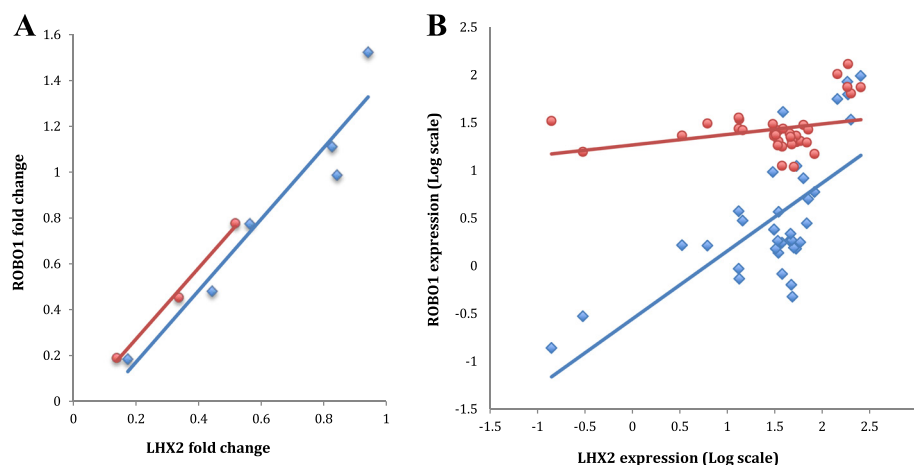 A
ROBO1 fold change
1.6
1.4
1.2
1
0.8
0.6
0.4
0.2
0
0 0.2 0.4 0.6 0.8 1
LHX2 fold change
B
ROBO1 expression (Log scale)
2.5
2
1.5
1
0.5
0
-0.5
-1
-1.5
-1.5 -1 -0.5 0 0.5 1 1.5 2 2.5
LHX2 expression (Log scale)